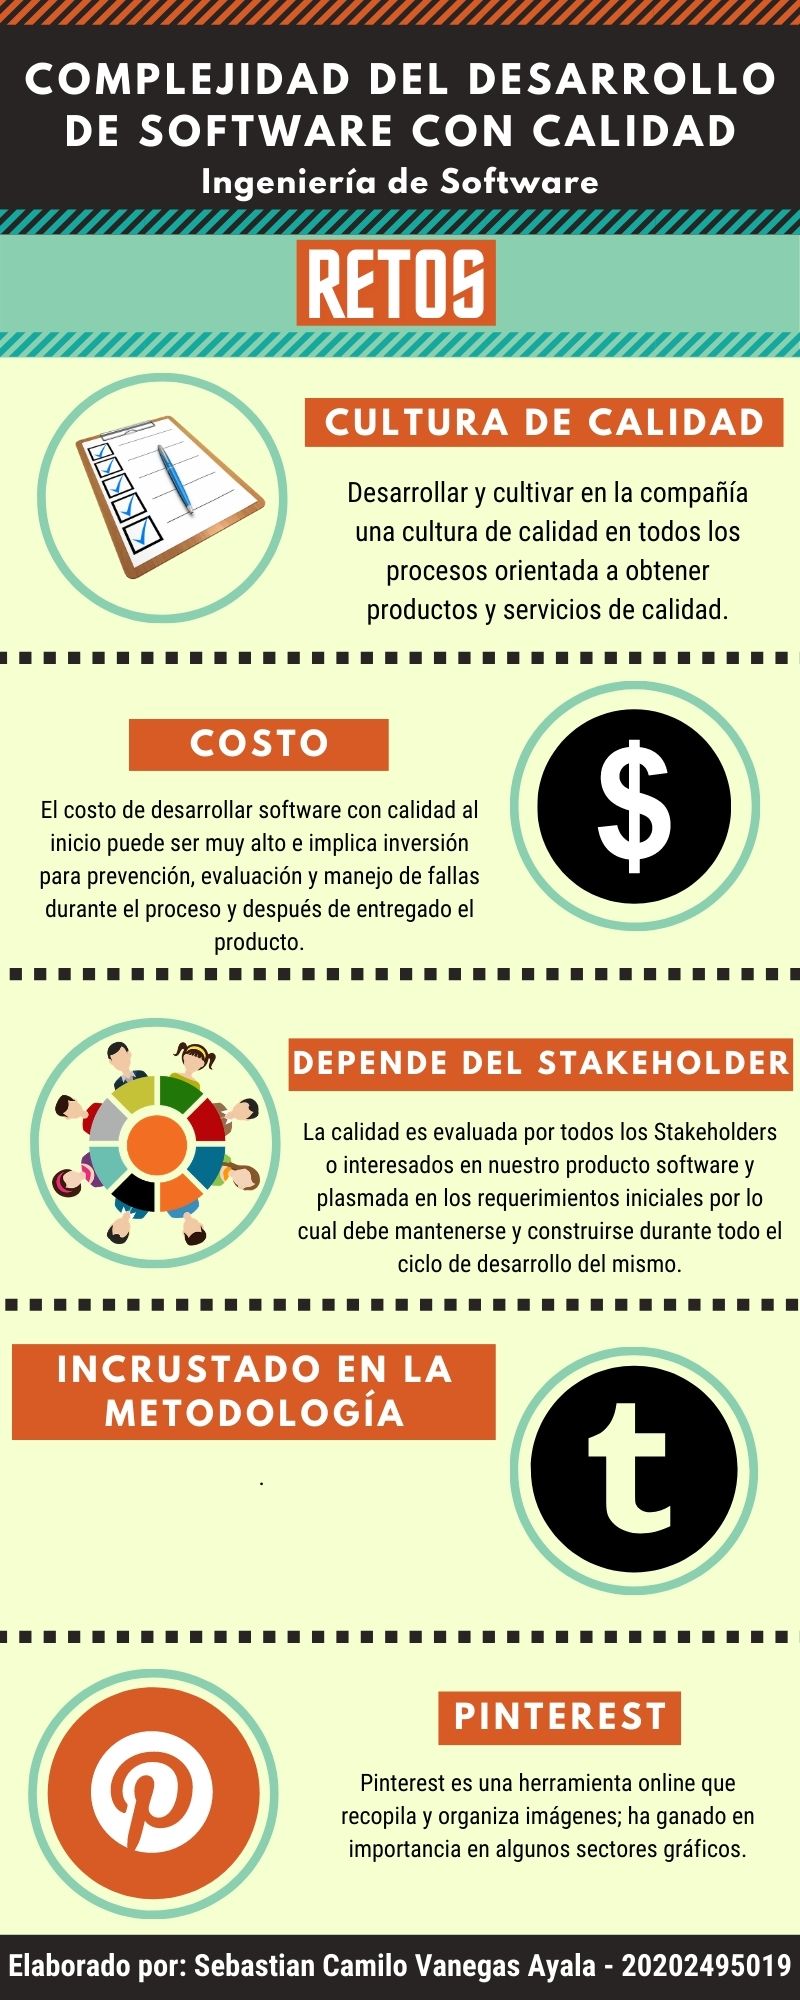 COMPLEJIDAD DEL DESARROLLO
DE SOFTWARE CON CALIDAD
Ingeniería de Software
RETOS
CULTURA DE CALIDAD
Desarrollar y cultivar en la compañía
una cultura de calidad en todos los
procesos orientada a obtener
productos y servicios de calidad.
COSTO
El costo de desarrollar software con calidad al
inicio puede ser muy alto e implica inversión
para prevención, evaluación y manejo de fallas
durante el proceso y después de entregado el
producto.
$
DEPENDE DEL STAKEHOLDER
La calidad es evaluada por todos los Stakeholders
o interesados en nuestro producto software y
plasmada en los requerimientos iniciales por lo
cual debe mantenerse y construirse durante todo el
ciclo de desarrollo del mismo.
INCRUSTADO EN LA
METODOLOGÍA
.
t
PINTEREST
Pinterest es una herramienta online que
recopila y organiza imágenes; ha ganado en
importancia en algunos sectores gráficos.
Elaborado por: Sebastian Camilo Vanegas Ayala - 20202495019